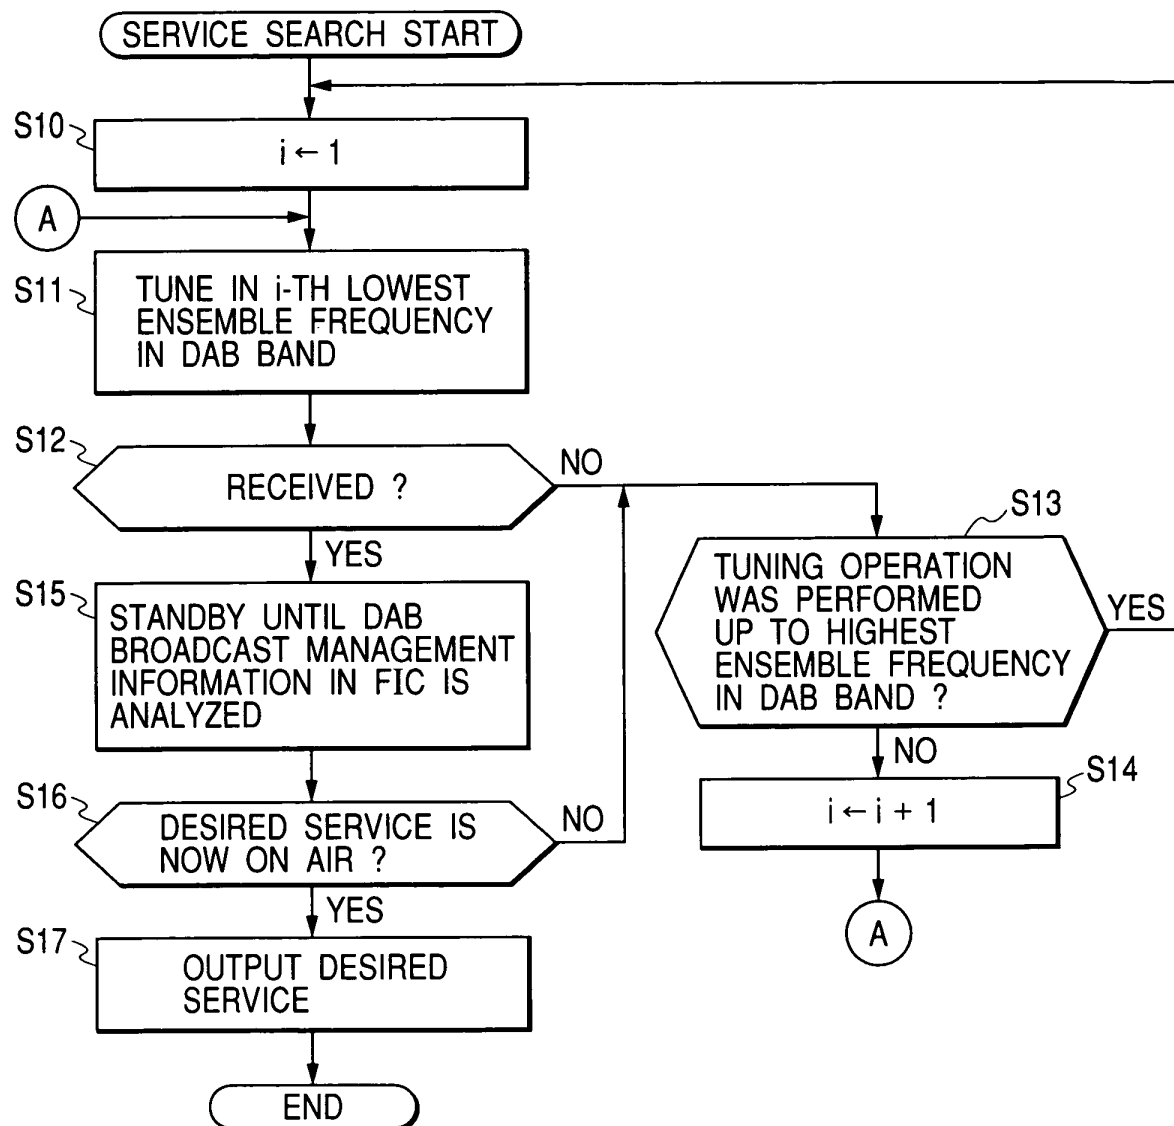 SERVICE SEARCH START
S10
i ← 1
A
S11
TUNE IN i-TH LOWEST
ENSEMBLE FREQUENCY
IN DAB BAND
S12
RECEIVED ?
NO
YES
S13
TUNING OPERATION
WAS PERFORMED
UP TO HIGHEST
ENSEMBLE FREQUENCY
IN DAB BAND ?
YES
NO
S14
i ← i + 1
A
S15
STANDBY UNTIL DAB
BROADCAST MANAGEMENT
INFORMATION IN FIC IS
ANALYZED
S16
DESIRED SERVICE IS
NOW ON AIR ?
NO
YES
S17
OUTPUT DESIRED
SERVICE
END